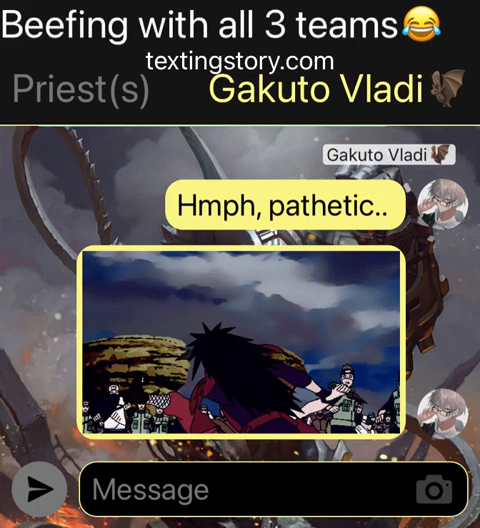 Beefing with all 3 teams😂
textingstory.com
Priest(s)
Gakuto Vladi🦇
Gakuto Vladi🦇
Hmph, pathetic..
Message